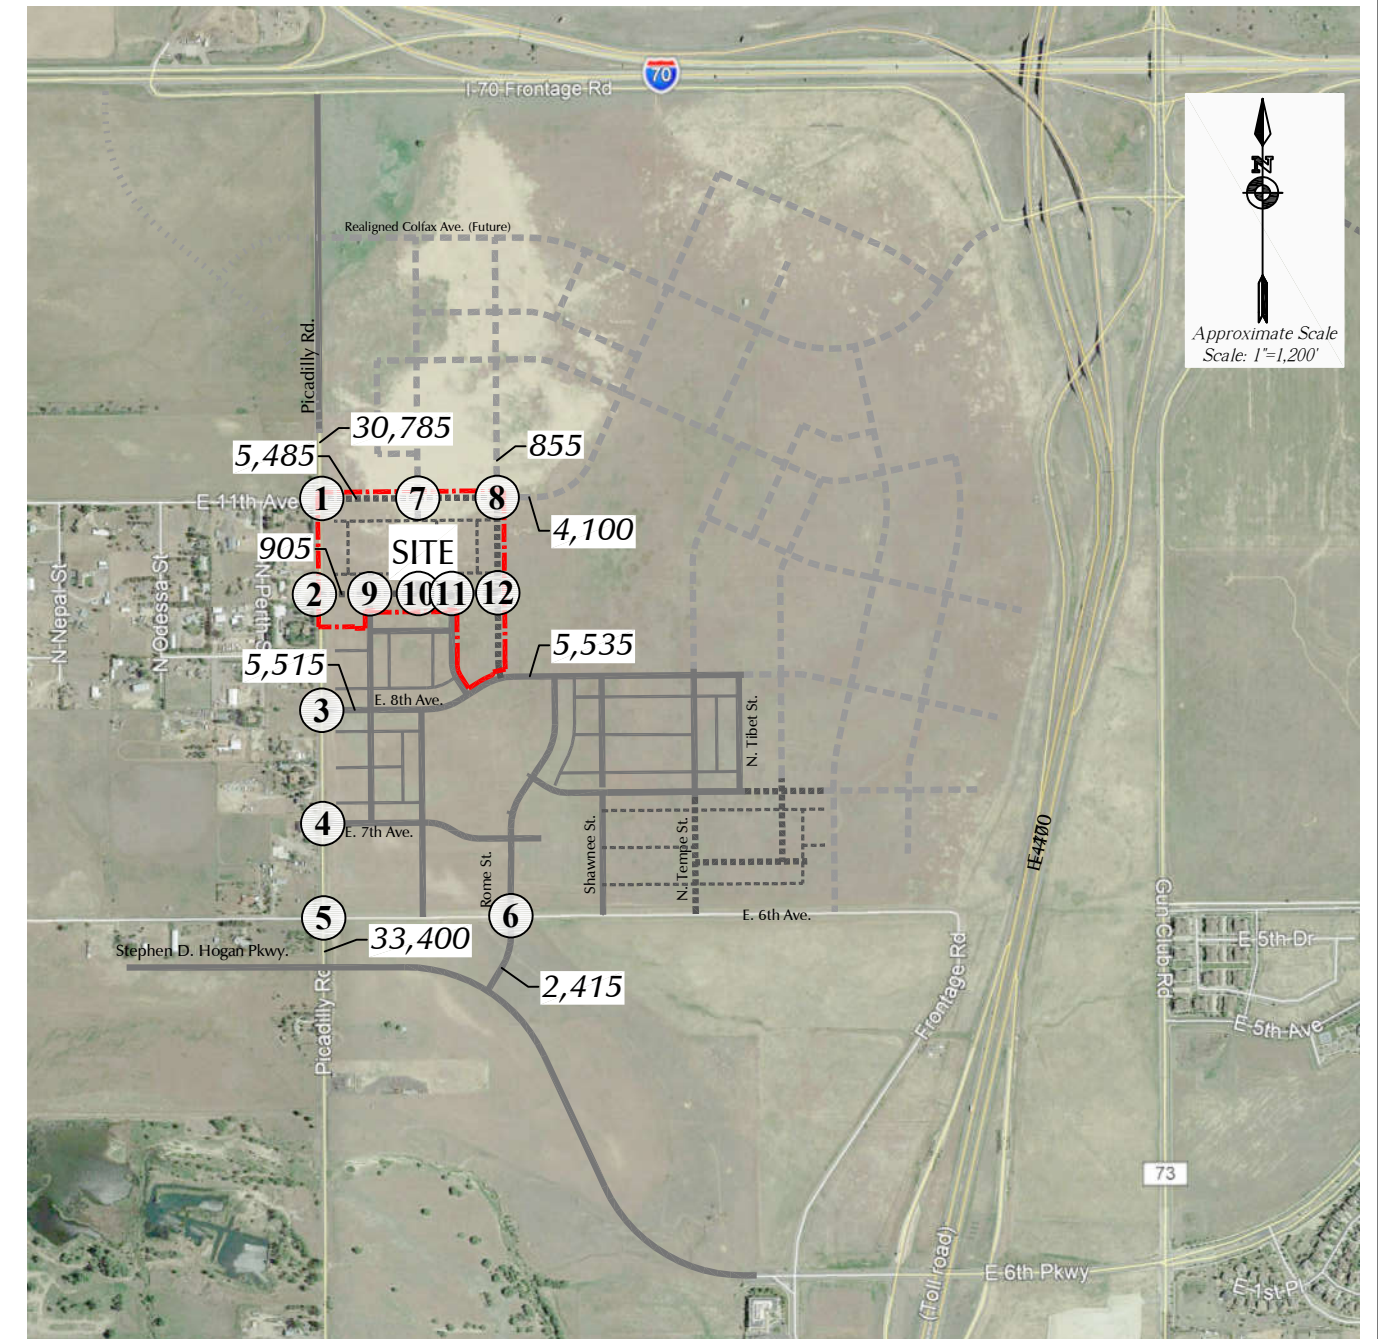 70
I-70 Frontage Rd
N
Approximate Scale
Scale: 1"=1,200'
Realigned Colfax Ave. (Future)
Picadilly Rd.
30,785
5,485
855
E 11th Ave
1
7
8
4,100
905
SITE
2
9
10
11
12
N Nepal St
N Odessa St
N Perth S
5,515
5,535
E. 8th Ave.
3
N. Tibet St.
4
E. 7th Ave.
Shawnee St.
N. Tempe St.
Rome St.
E-470
5
6
E. 6th Ave.
33,400
Stephen D. Hogan Pkwy.
2,415
Picadilly Rd
Frontage Rd
Gun Club Rd
E 5th Dr
E 5th Ave
73
(Toll road)
E 6th Pkwy
E 1st Pl